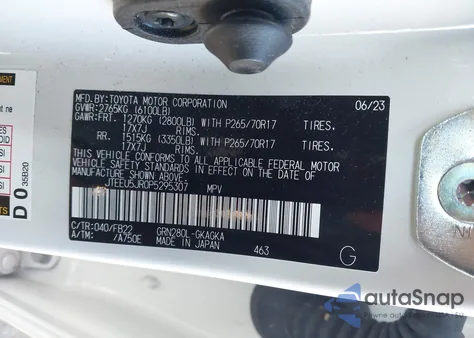 MFD.BY:TOYOTA MOTOR CORPORATION 06/23
GVWR:2765KG (6100LB)
GAWR:FRT. 1270KG (2800LB) WITH P265/70R17 TIRES.
17X7J RIMS.
RR. 1515KG (3350LB) WITH P265/70R17 TIRES.
17X7J RIMS.
THIS VEHICLE CONFORMS TO ALL APPLICABLE FEDERAL MOTOR
VEHICLE SAFETY STANDARDS IN EFFECT ON THE DATE OF
MANUFACTURE SHOWN ABOVE.
JTEEU5JR0P5295307 MPV
C/TR:040/FB22 GRN280L-GKAGKA
A/TM: /A750E MADE IN JAPAN 463 G
D 0 35B20
autoSnap